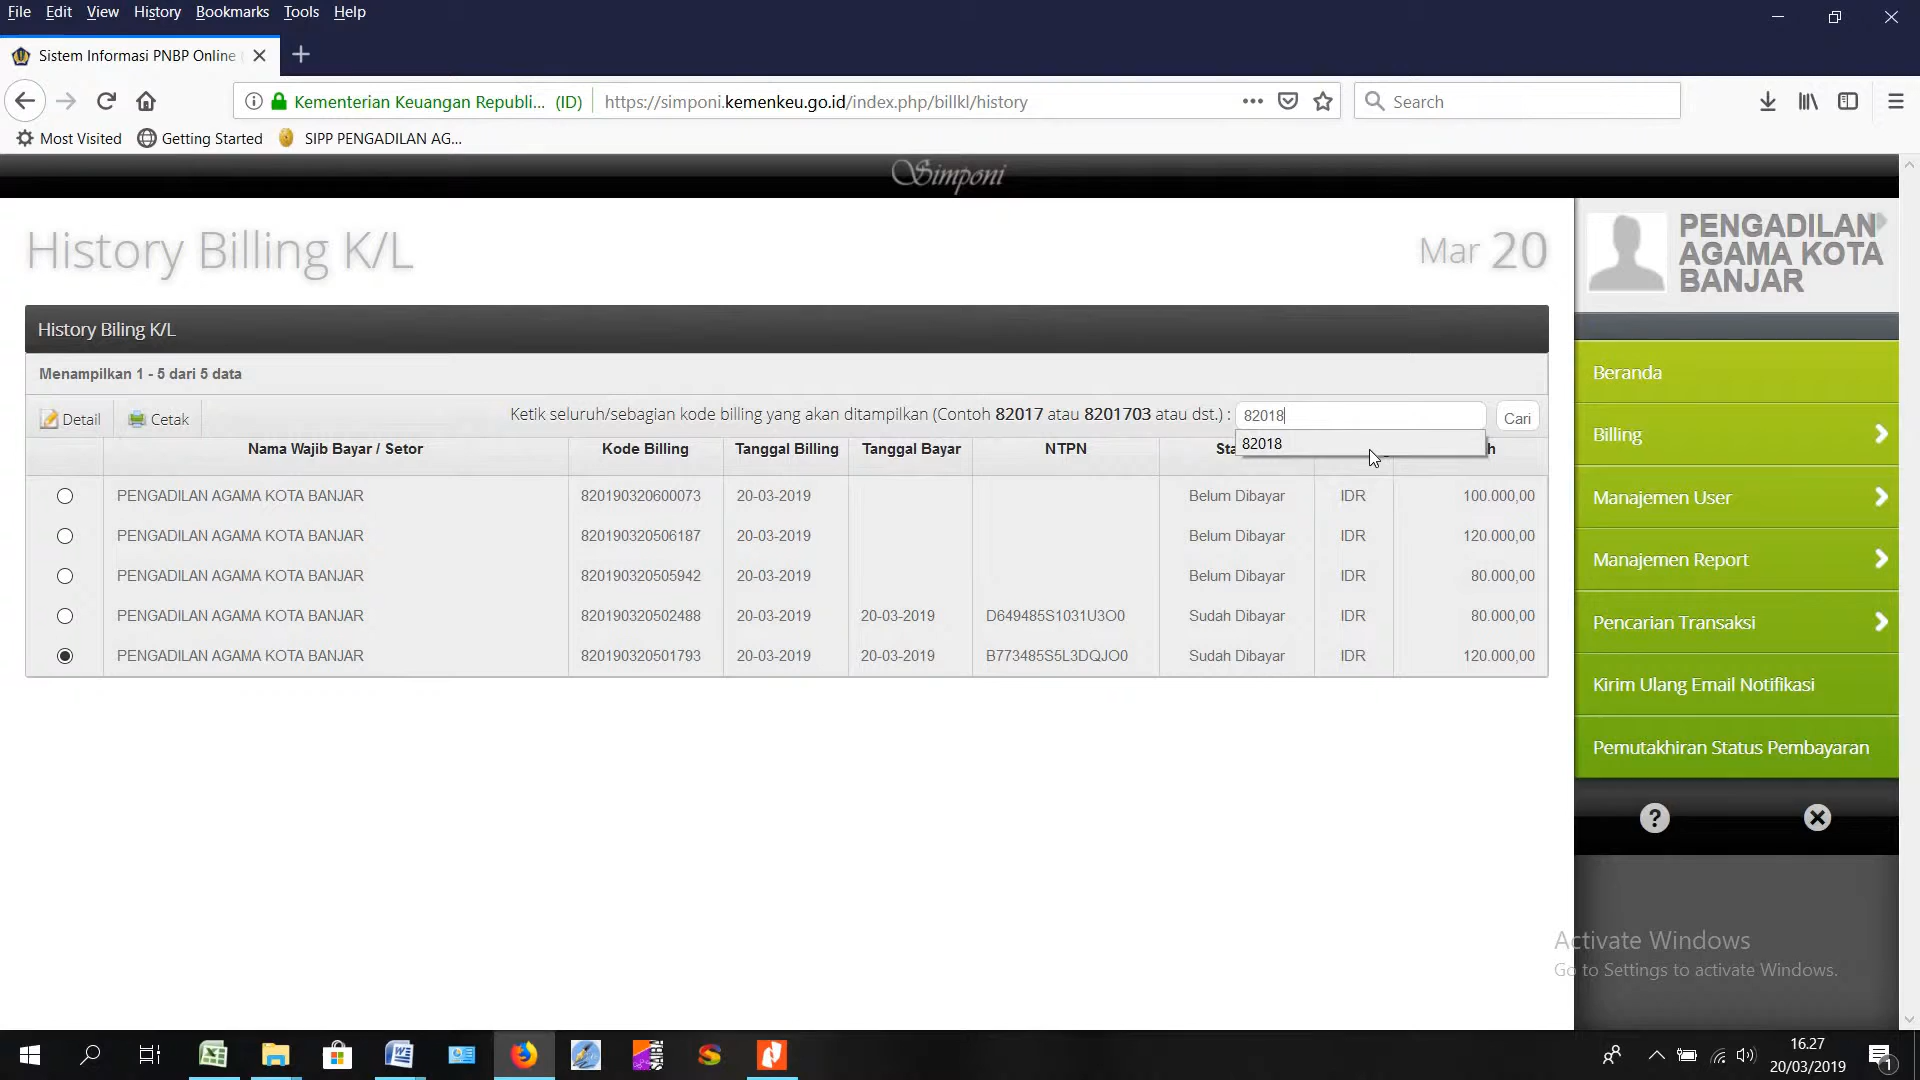 File Edit View History Bookmarks Tools Help
Sistem Informasi PNBP Online
Kementerian Keuangan Republi... (ID) https://simponi.kemenkeu.go.id/index.php/billkl/history Search
Most Visited Getting Started SIPP PENGADILAN AG...
Simponi
History Billing K/L
Mar 20
PENGADILAN
AGAMA KOTA
BANJAR
History Biling K/L
Menampilkan 1 - 5 dari 5 data
Detail Cetak Ketik seluruh/sebagian kode billing yang akan ditampilkan (Contoh 82017 atau 8201703 atau dst.) : 82018 Cari
82018
Nama Wajib Bayar / Setor Kode Billing Tanggal Billing Tanggal Bayar NTPN Sta h
PENGADILAN AGAMA KOTA BANJAR 820190320600073 20-03-2019 Belum Dibayar IDR 100.000,00
PENGADILAN AGAMA KOTA BANJAR 820190320506187 20-03-2019 Belum Dibayar IDR 120.000,00
PENGADILAN AGAMA KOTA BANJAR 820190320505942 20-03-2019 Belum Dibayar IDR 80.000,00
PENGADILAN AGAMA KOTA BANJAR 820190320502488 20-03-2019 20-03-2019 D649485S1031U3O0 Sudah Dibayar IDR 80.000,00
PENGADILAN AGAMA KOTA BANJAR 820190320501793 20-03-2019 20-03-2019 B773485S5L3DQJO0 Sudah Dibayar IDR 120.000,00
Beranda
Billing
Manajemen User
Manajemen Report
Pencarian Transaksi
Kirim Ulang Email Notifikasi
Pemutakhiran Status Pembayaran
Activate Windows
Go to Settings to activate Windows.
16.27
20/03/2019
1